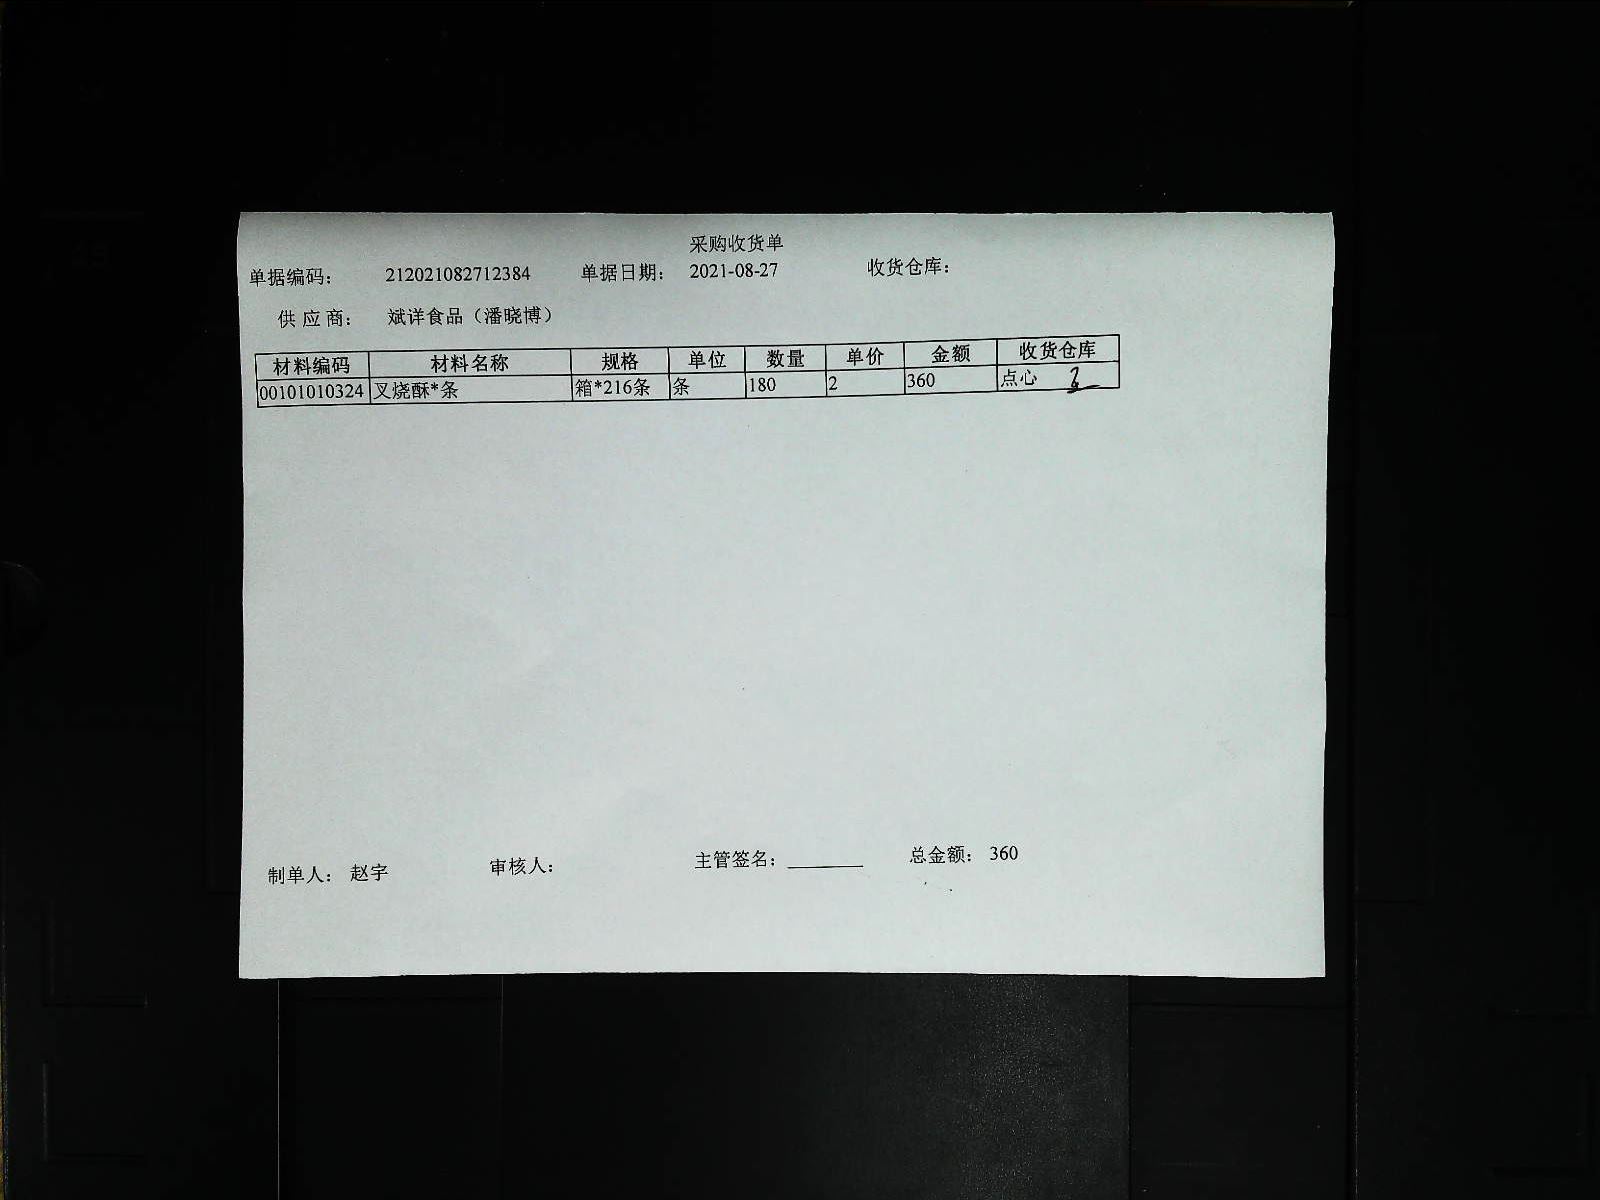 采购收货单
单据编码： 212021082712384 单据日期： 2021-08-27 收货仓库：
供应商： 斌洋食品（潘晓博）
材料编码 材料名称 规格 单位 数量 单价 金额 收货仓库
00101010324 叉烧酥*条 箱*216条 条 180 2 360 点心
制单人： 赵宇 审核人： 主管签名： 总金额： 360